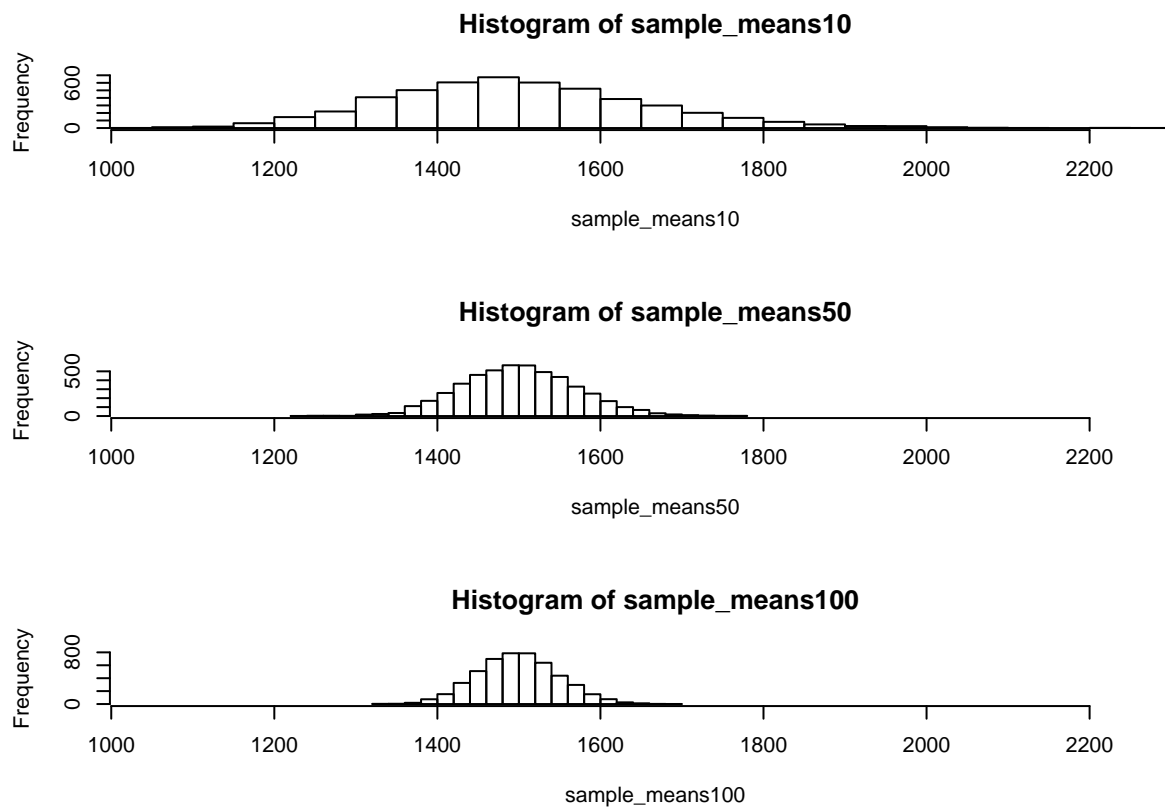 Histogram of sample_means10
Frequency
0 600
1000 1200 1400 1600 1800 2000 2200
sample_means10
Histogram of sample_means50
Frequency
0 500
1000 1200 1400 1600 1800 2000 2200
sample_means50
Histogram of sample_means100
Frequency
0 800
1000 1200 1400 1600 1800 2000 2200
sample_means100